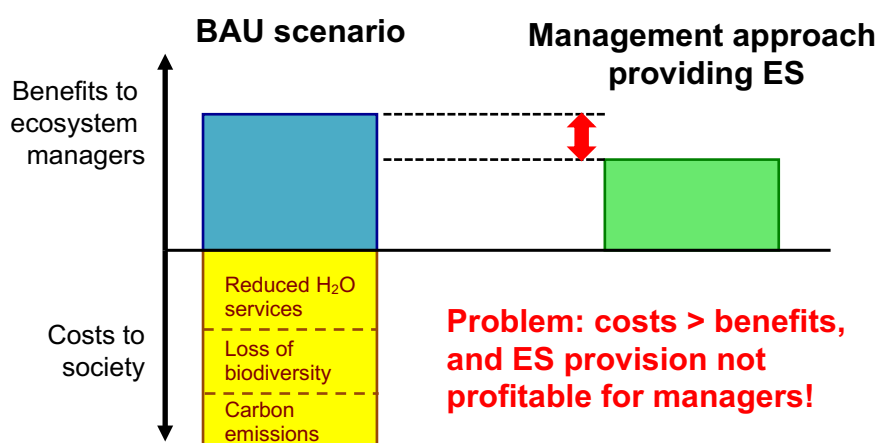 BAU scenario
Management approach
providing ES
Benefits to
ecosystem
managers
Reduced H₂O
services
Costs to
society
Loss of
biodiversity
Carbon
emissions
Problem: costs > benefits,
and ES provision not
profitable for managers!